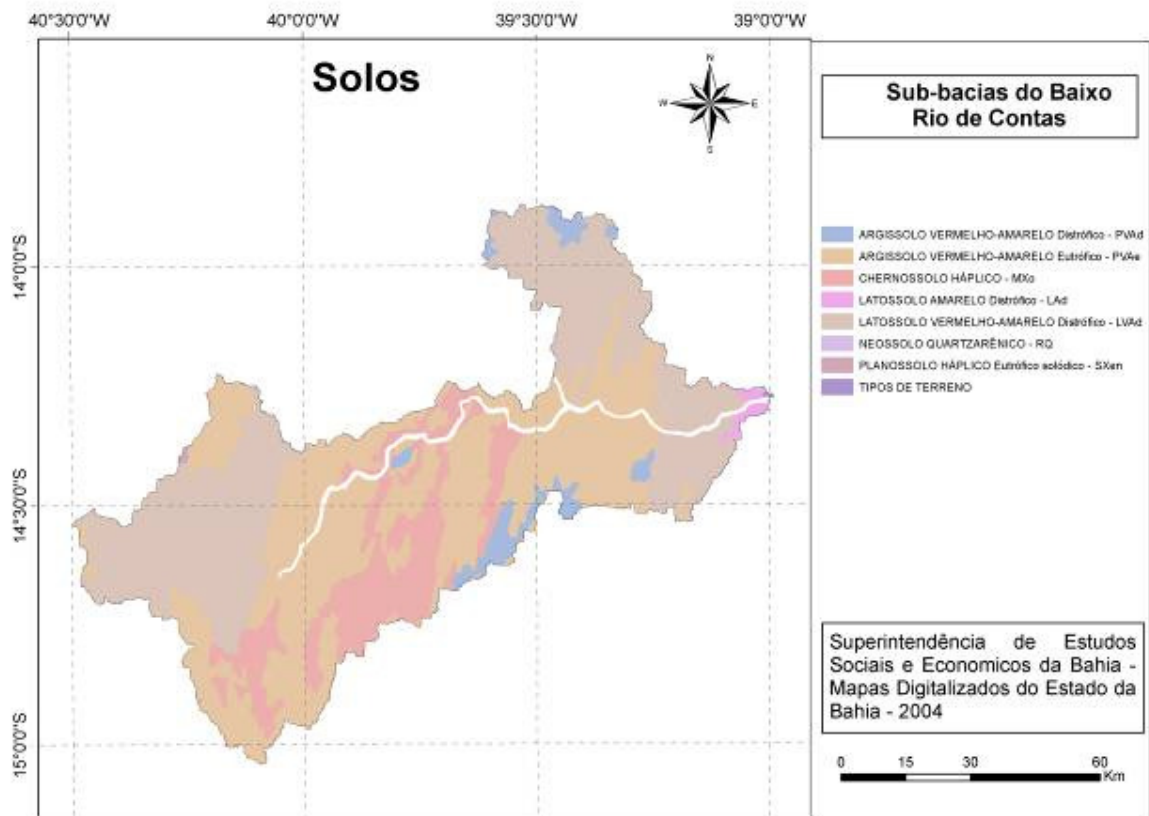 40°30'0"W 40°0'0"W 39°30'0"W 39°0'0"W
Solos
N
W
E
S
14°0'0"S
14°30'0"S
15°0'0"S
Sub-bacias do Baixo
Rio de Contas
ARGISSOLO VERMELHO-AMARELO Distrófico - PVAd
ARGISSOLO VERMELHO-AMARELO Eutrófico - PVAe
CHERNOSSOLO HÁPLICO - MXo
LATOSSOLO AMARELO Distrófico - LAd
LATOSSOLO VERMELHO-AMARELO Distrófico - LVAd
NEOSSOLO QUARTZARÊNICO - RQ
PLANOSSOLO HÁPLICO Eutrófico solódico - SXen
TIPOS DE TERRENO
Superintendência de Estudos
Sociais e Economicos da Bahia -
Mapas Digitalizados do Estado da
Bahia - 2004
0 15 30 60
Km